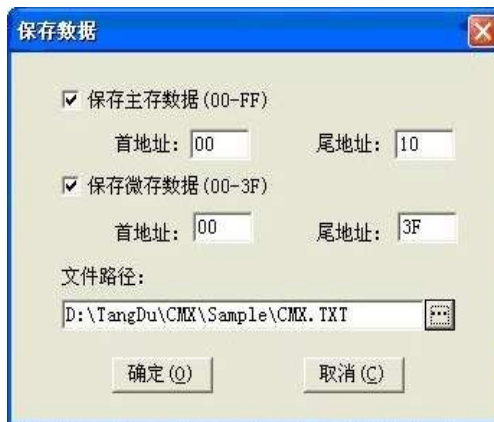 保存数据
保存主存数据(00-FF)
首地址: 00 尾地址: 10
保存微存数据(00-3F)
首地址: 00 尾地址: 3F
文件路径:
D:\TangDu\CMX\Sample\CMX.TXT ...
确定(O) 取消(C)